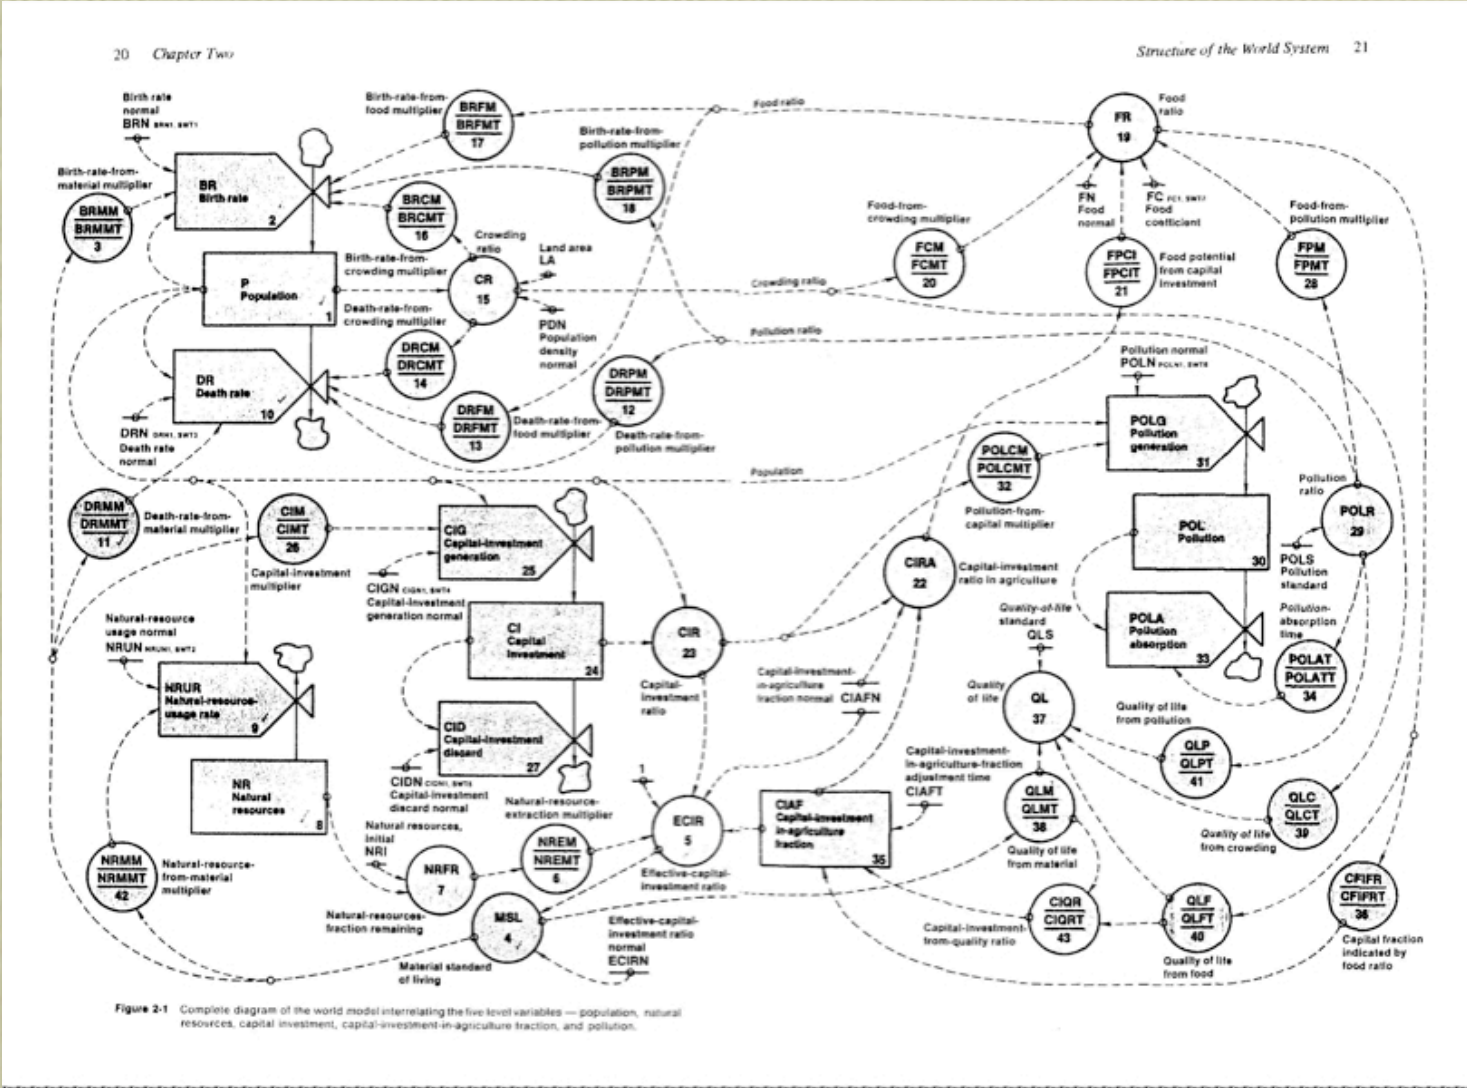 20 Chapter Two
Structure of the World System 21
Birth rate
normal
BRN BRN1, SWT1
Birth-rate-from-
food multiplier
BRFM
BRFMT
17
Food ratio
FR
19
Food
ratio
Birth-rate-from-
pollution multiplier
BRPM
BRPMT
18
Birth-rate-from-
material multiplier
BRMM
BRMMT
3
BR
Birth rate
2
BRCM
BRCMT
16
Crowding
ratio
Land area
LA
Food-from-
crowding multiplier
FCM
FCMT
20
FN
Food
normal
FC FC1, SWT7
Food
coefficient
Food-from-
pollution multiplier
FPM
FPMT
28
P
Population
1
Birth-rate-from-
crowding multiplier
CR
15
Crowding ratio
FPCI
FPCIT
21
Food potential
from capital
investment
Death-rate-from-
crowding multiplier
PDN
Population
density
normal
Pollution ratio
DR
Death rate
10
DRCM
DRCMT
14
DRPM
DRPMT
12
Pollution normal
POLN POLN1, SWT6
DRN DRN1, SWT3
Death rate
normal
DRFM
DRFMT
13
Death-rate-from-
food multiplier
Death-rate-from-
pollution multiplier
POLG
Pollution
generation
31
POLCM
POLCMT
32
Pollution-from-
capital multiplier
Population
DRMM
DRMMT
11
Death-rate-from-
material multiplier
CIM
CIMT
26
Capital-investment
multiplier
CIG
Capital-investment
generation
25
CIGN CIGN1, SWT4
Capital-investment
generation normal
CIRA
22
Capital-investment
ratio in agriculture
POL
Pollution
30
Pollution
ratio
POLR
29
POLS
Pollution
standard
Natural-resource
usage normal
NRUN NRUN1, SWT2
CI
Capital
investment
24
CIR
23
Capital-
investment
ratio
Quality-of-life
standard
QLS
POLA
Pollution
absorption
33
Pollution-
absorption
time
POLAT
POLATT
34
NRUR
Natural-resource-
usage rate
9
CID
Capital-investment
discard
27
Capital-investment-
in-agriculture
fraction normal CIAFN
Quality
of life
QL
37
Quality of life
from pollution
QLP
QLPT
41
NR
Natural
resources
8
CIDN CIDN1, SWT5
Capital-investment
discard normal
1
Capital-investment-
in-agriculture-fraction
adjustment time
CIAFT
QLM
QLMT
38
Quality of life
from material
QLC
QLCT
39
Quality of life
from crowding
Natural resources,
initial
NRI
Natural-resource-
extraction multiplier
NREM
NREMT
6
ECIR
5
Effective-capital-
investment ratio
CIAF
Capital-investment
in-agriculture
fraction
35
NRMM
NRMMT
42
Natural-resource-
from-material
multiplier
NRFR
7
Natural-resources-
fraction remaining
MSL
4
Material standard
of living
Effective-capital-
investment ratio
normal
ECIRN
Capital-investment-
from-quality ratio
CIQR
CIQRT
43
QLF
QLFT
40
Quality of life
from food
CFIFR
CFIFRT
36
Capital fraction
indicated by
food ratio
Figure 2-1 Complete diagram of the world model interrelating the five level variables — population, natural
resources, capital investment, capital-investment-in-agriculture fraction, and pollution.